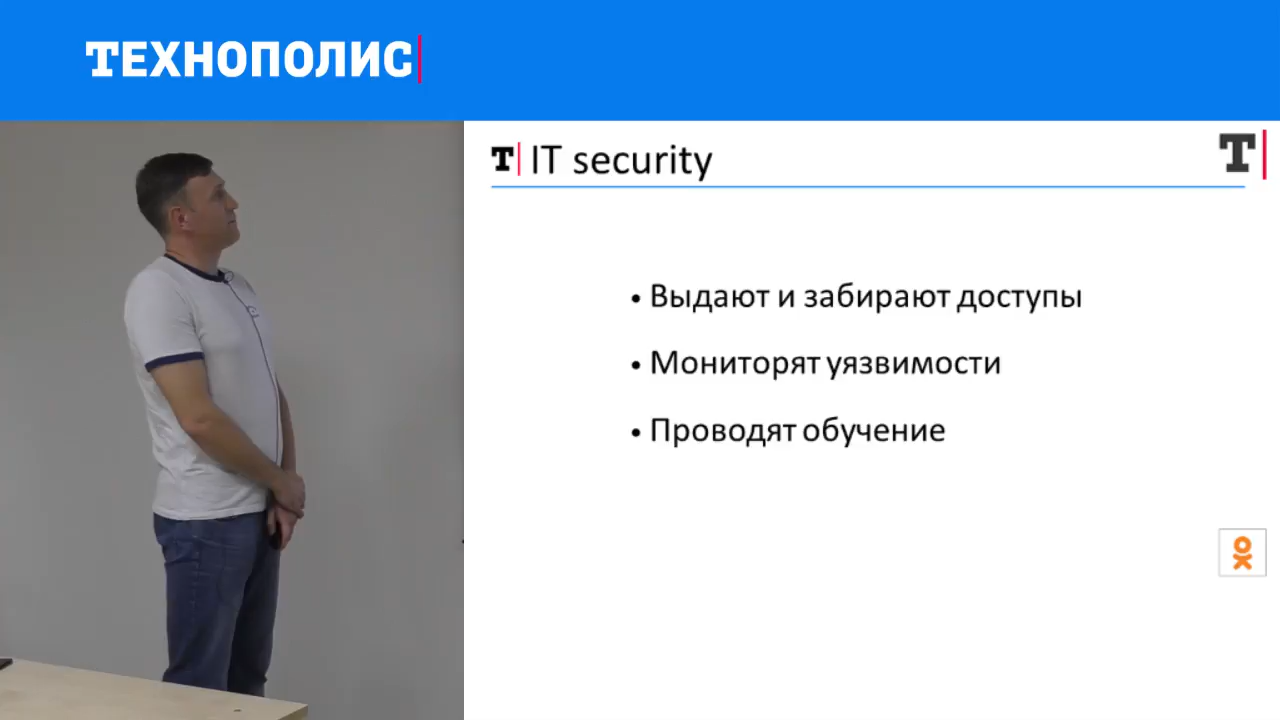 ТЕХНОПОЛИС
T IT security
T
• Выдают и забирают доступы
• Мониторят уязвимости
• Проводят обучение